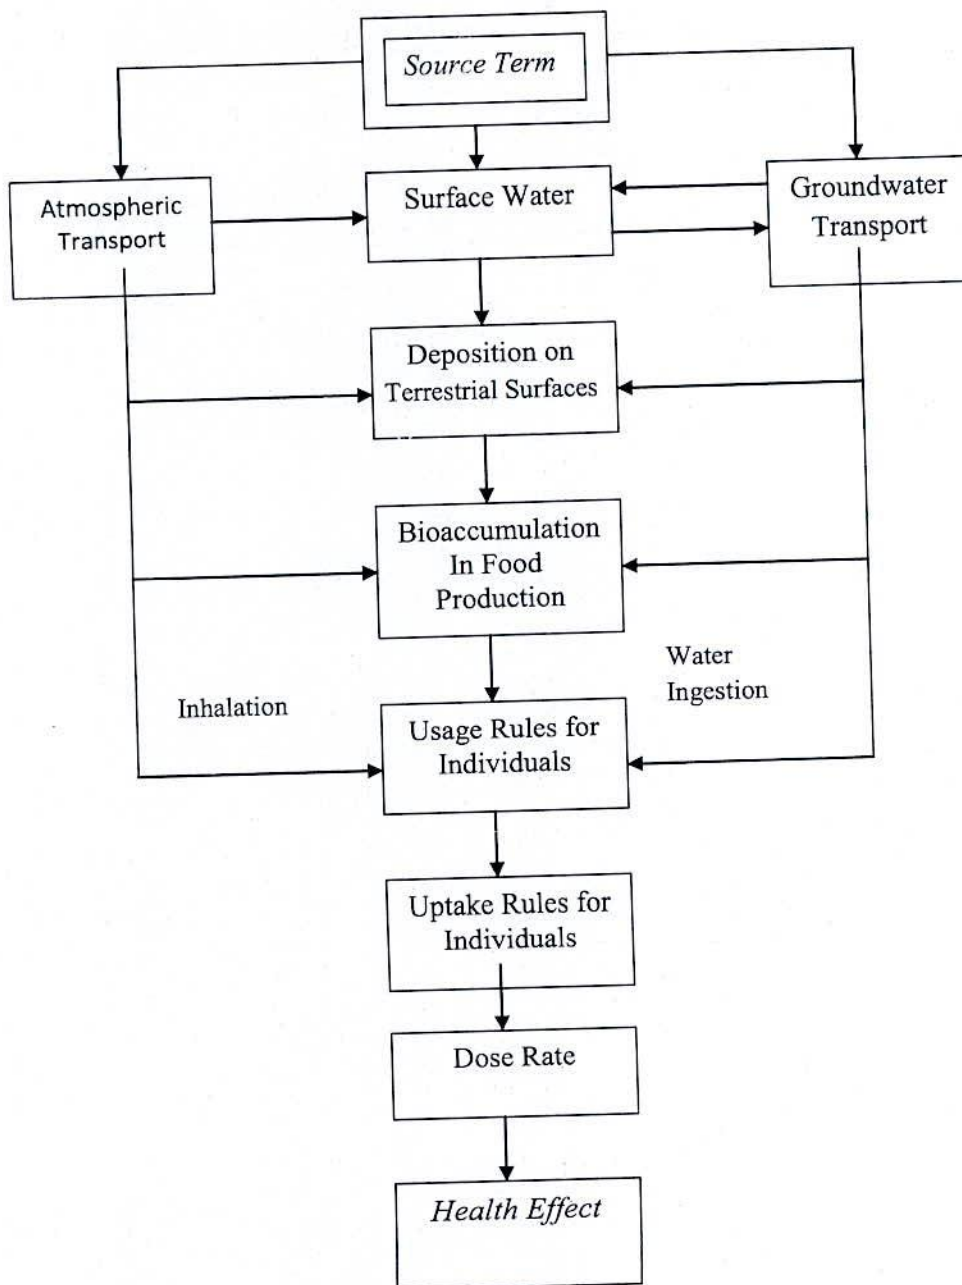 Source Term
Atmospheric
Transport
Surface Water
Groundwater
Transport
Deposition on
Terrestrial Surfaces
Bioaccumulation
In Food
Production
Inhalation
Water
Ingestion
Usage Rules for
Individuals
Uptake Rules for
Individuals
Dose Rate
Health Effect